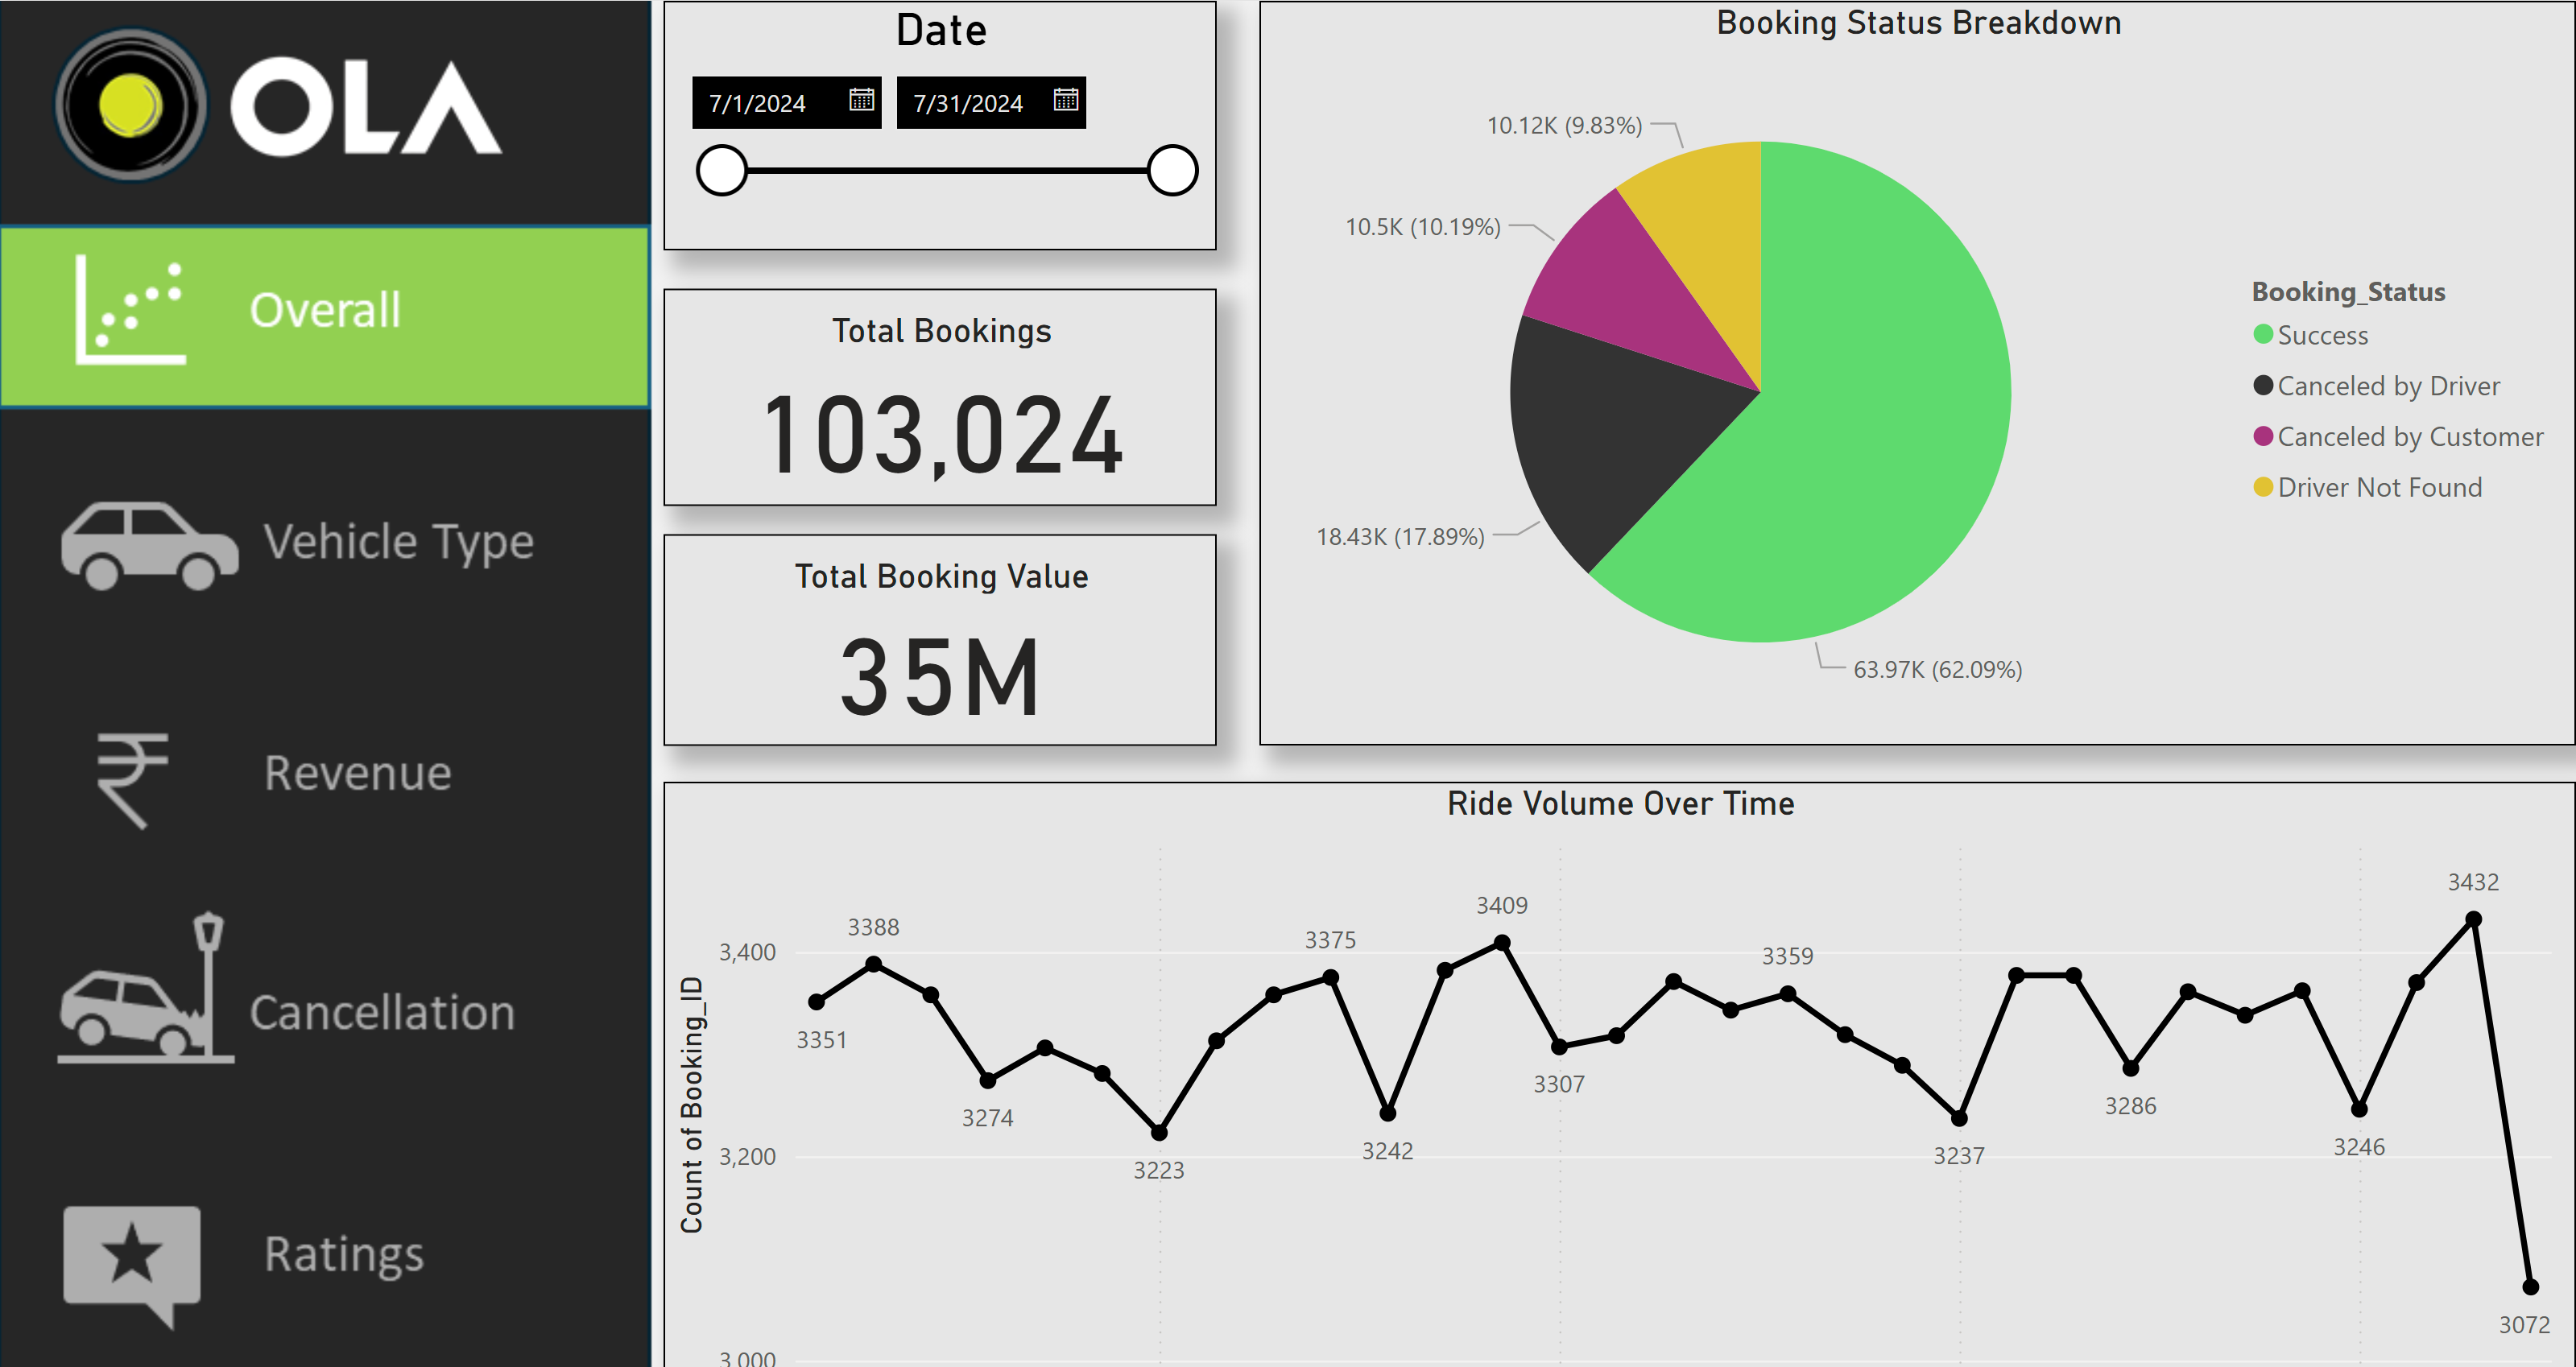 OLA
Overall
Vehicle Type
Revenue
Cancellation
Ratings
Date
7/1/2024
7/31/2024
Total Bookings
103,024
Total Booking Value
35M
Booking Status Breakdown
10.12K (9.83%)
10.5K (10.19%)
18.43K (17.89%)
63.97K (62.09%)
Booking_Status
Success
Canceled by Driver
Canceled by Customer
Driver Not Found
Ride Volume Over Time
Count of Booking_ID
3,400
3,200
3,000
3351
3388
3274
3223
3375
3242
3409
3307
3359
3237
3286
3246
3432
3072